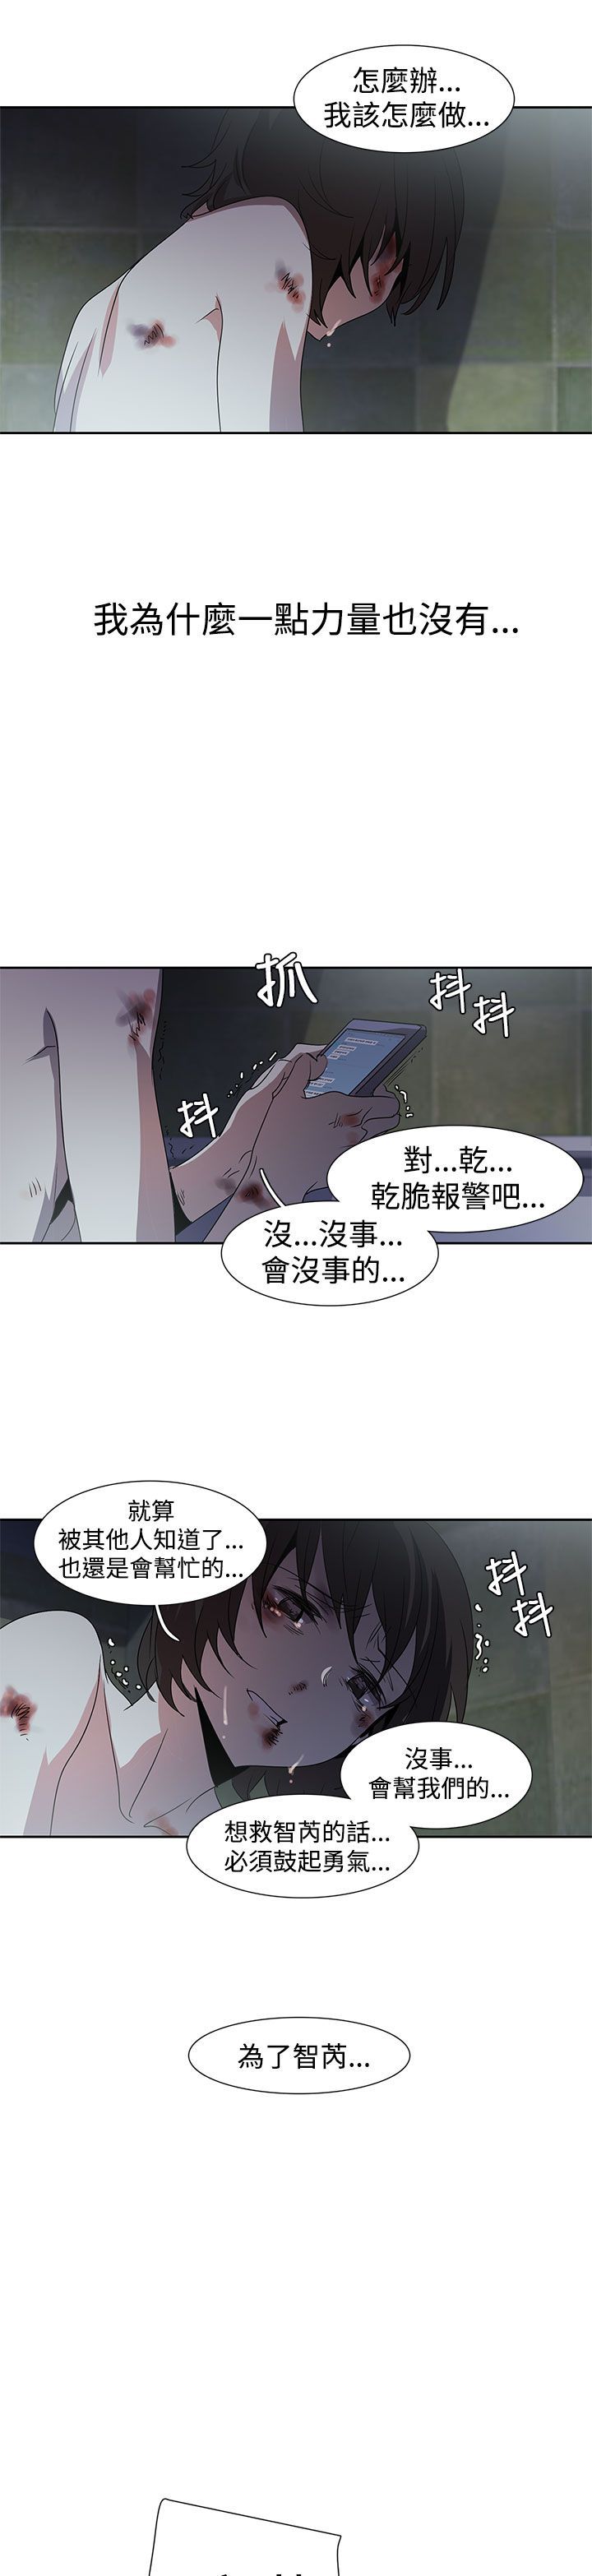 怎麼辦...
我該怎麼做...
我為什麼一點力量也沒有...
抓
抖
抖
抖
對...乾...
乾脆報警吧...
沒...沒事...
會沒事的...
就算
被其他人知道了...
也還是會幫忙的...
抖
抖
沒事...
會幫我們的...
想救智芮的話...
必須鼓起勇氣...
為了智芮...